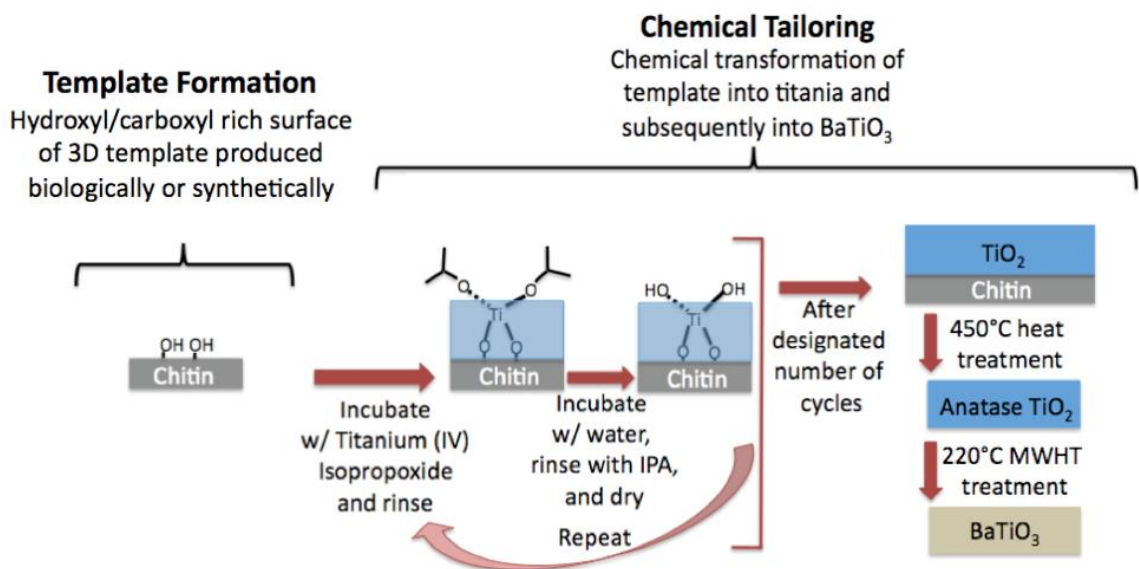 Template Formation
Hydroxyl/carboxyl rich surface
of 3D template produced
biologically or synthetically
Chemical Tailoring
Chemical transformation of
template into titania and
subsequently into BaTiO₃
OH OH
Chitin
Incubate
w/ Titanium (IV)
Isopropoxide
and rinse
O O
Ti
O O
Chitin
Incubate
w/ water,
rinse with IPA,
and dry
HO OH
Ti
O O
Chitin
Repeat
After
designated
number of
cycles
TiO₂
Chitin
450°C heat
treatment
Anatase TiO₂
220°C MWHT
treatment
BaTiO₃